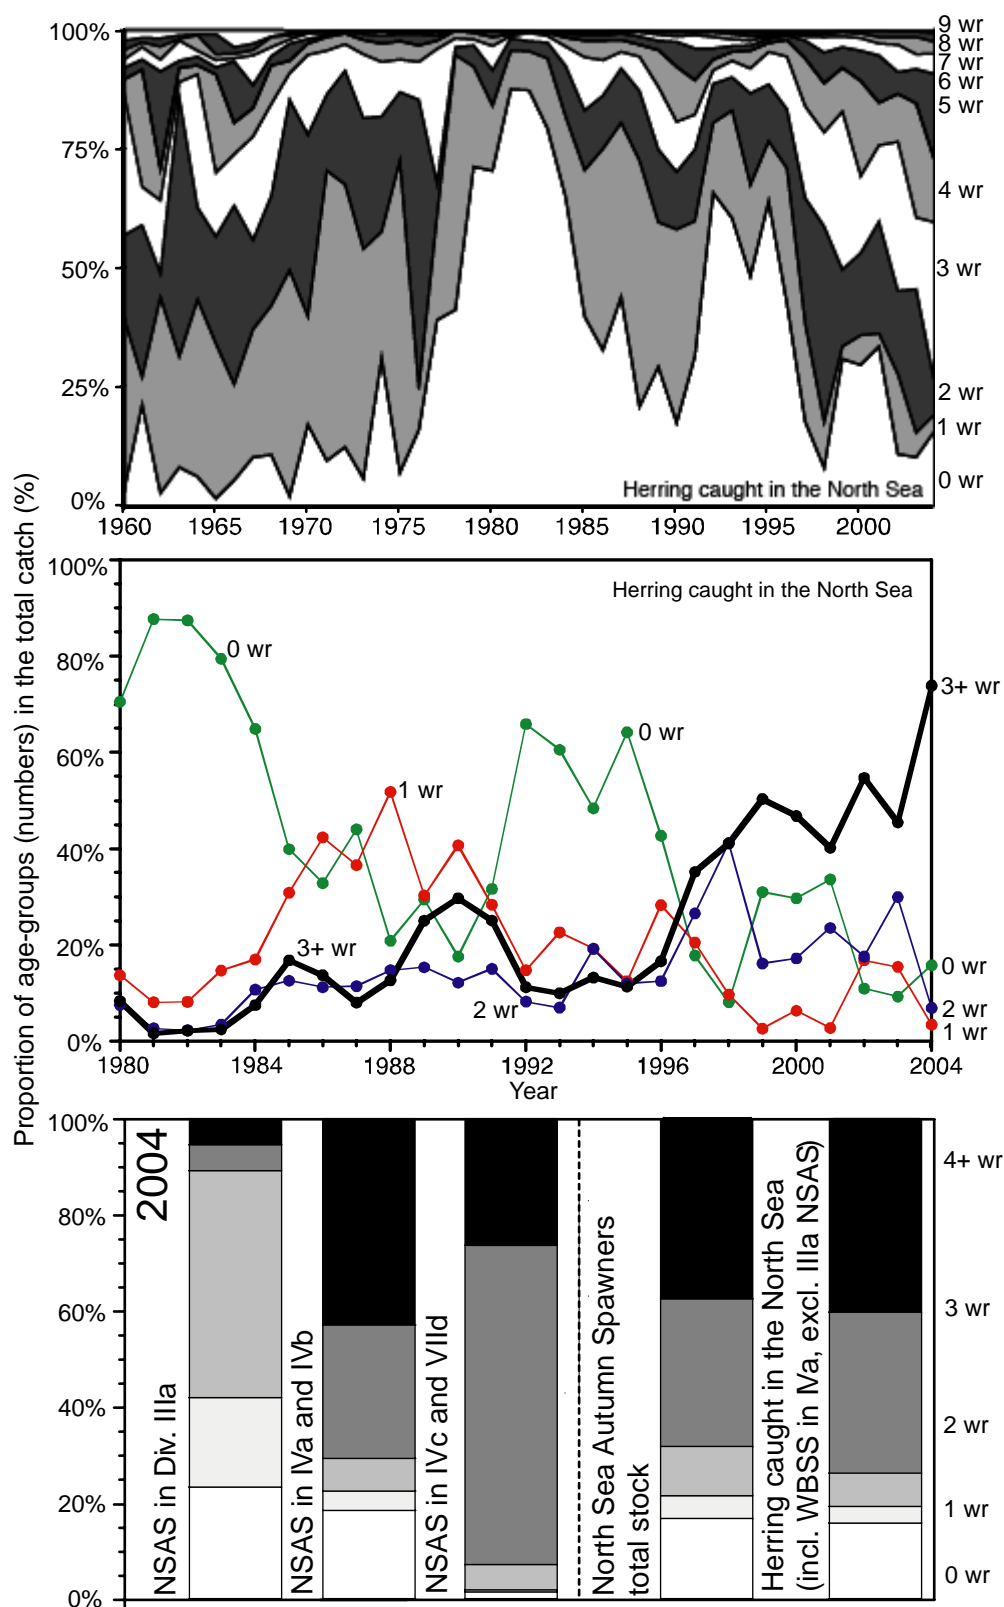 Proportion of age-groups (numbers) in the total catch (%)
100%
75%
50%
25%
0%
9 wr
8 wr
7 wr
6 wr
5 wr
4 wr
3 wr
2 wr
1 wr
0 wr
Herring caught in the North Sea
1960 1965 1970 1975 1980 1985 1990 1995 2000
100%
80%
60%
40%
20%
0%
Herring caught in the North Sea
0 wr
1 wr
0 wr
3+ wr
2 wr
3+ wr
0 wr
2 wr
1 wr
1980 1984 1988 1992 1996 2000 2004
Year
100%
80%
60%
40%
20%
0%
2004
NSAS in Div. IIIa
NSAS in IVa and IVb
NSAS in IVc and VIId
North Sea Autumn Spawners
total stock
Herring caught in the North Sea
(incl. WBSS in IVa, excl. IIIa NSAS)
4+ wr
3 wr
2 wr
1 wr
0 wr